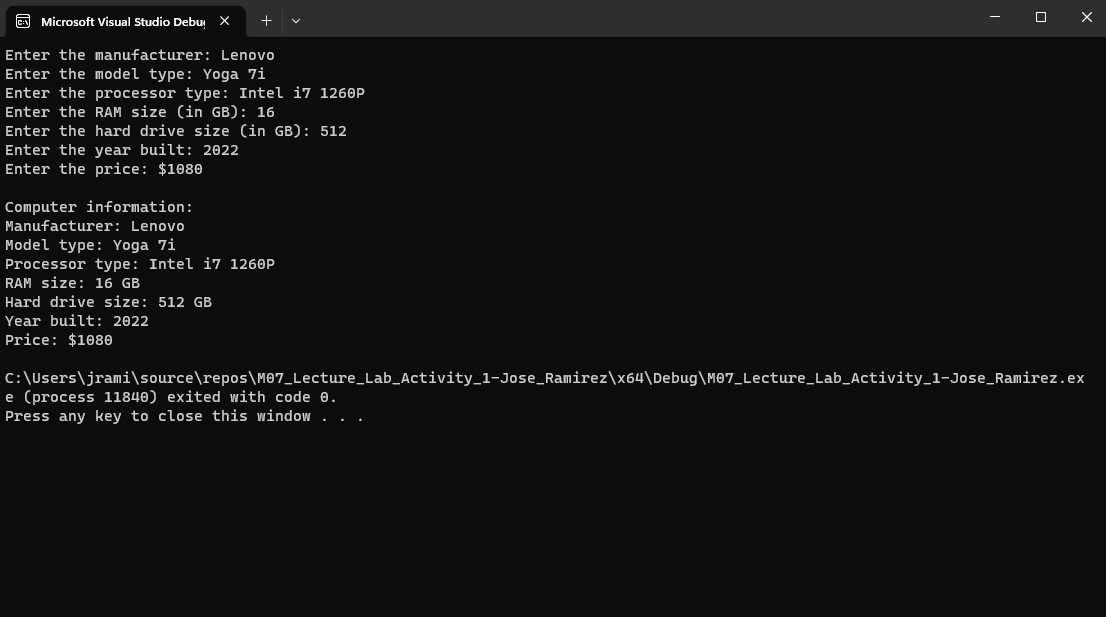 Microsoft Visual Studio Debug
Enter the manufacturer: Lenovo
Enter the model type: Yoga 7i
Enter the processor type: Intel i7 1260P
Enter the RAM size (in GB): 16
Enter the hard drive size (in GB): 512
Enter the year built: 2022
Enter the price: $1080
Computer information:
Manufacturer: Lenovo
Model type: Yoga 7i
Processor type: Intel i7 1260P
RAM size: 16 GB
Hard drive size: 512 GB
Year built: 2022
Price: $1080
C:\Users\jrami\source\repos\M07_Lecture_Lab_Activity_1-Jose_Ramirez\x64\Debug\M07_Lecture_Lab_Activity_1-Jose_Ramirez.ex
e (process 11840) exited with code 0.
Press any key to close this window . . .